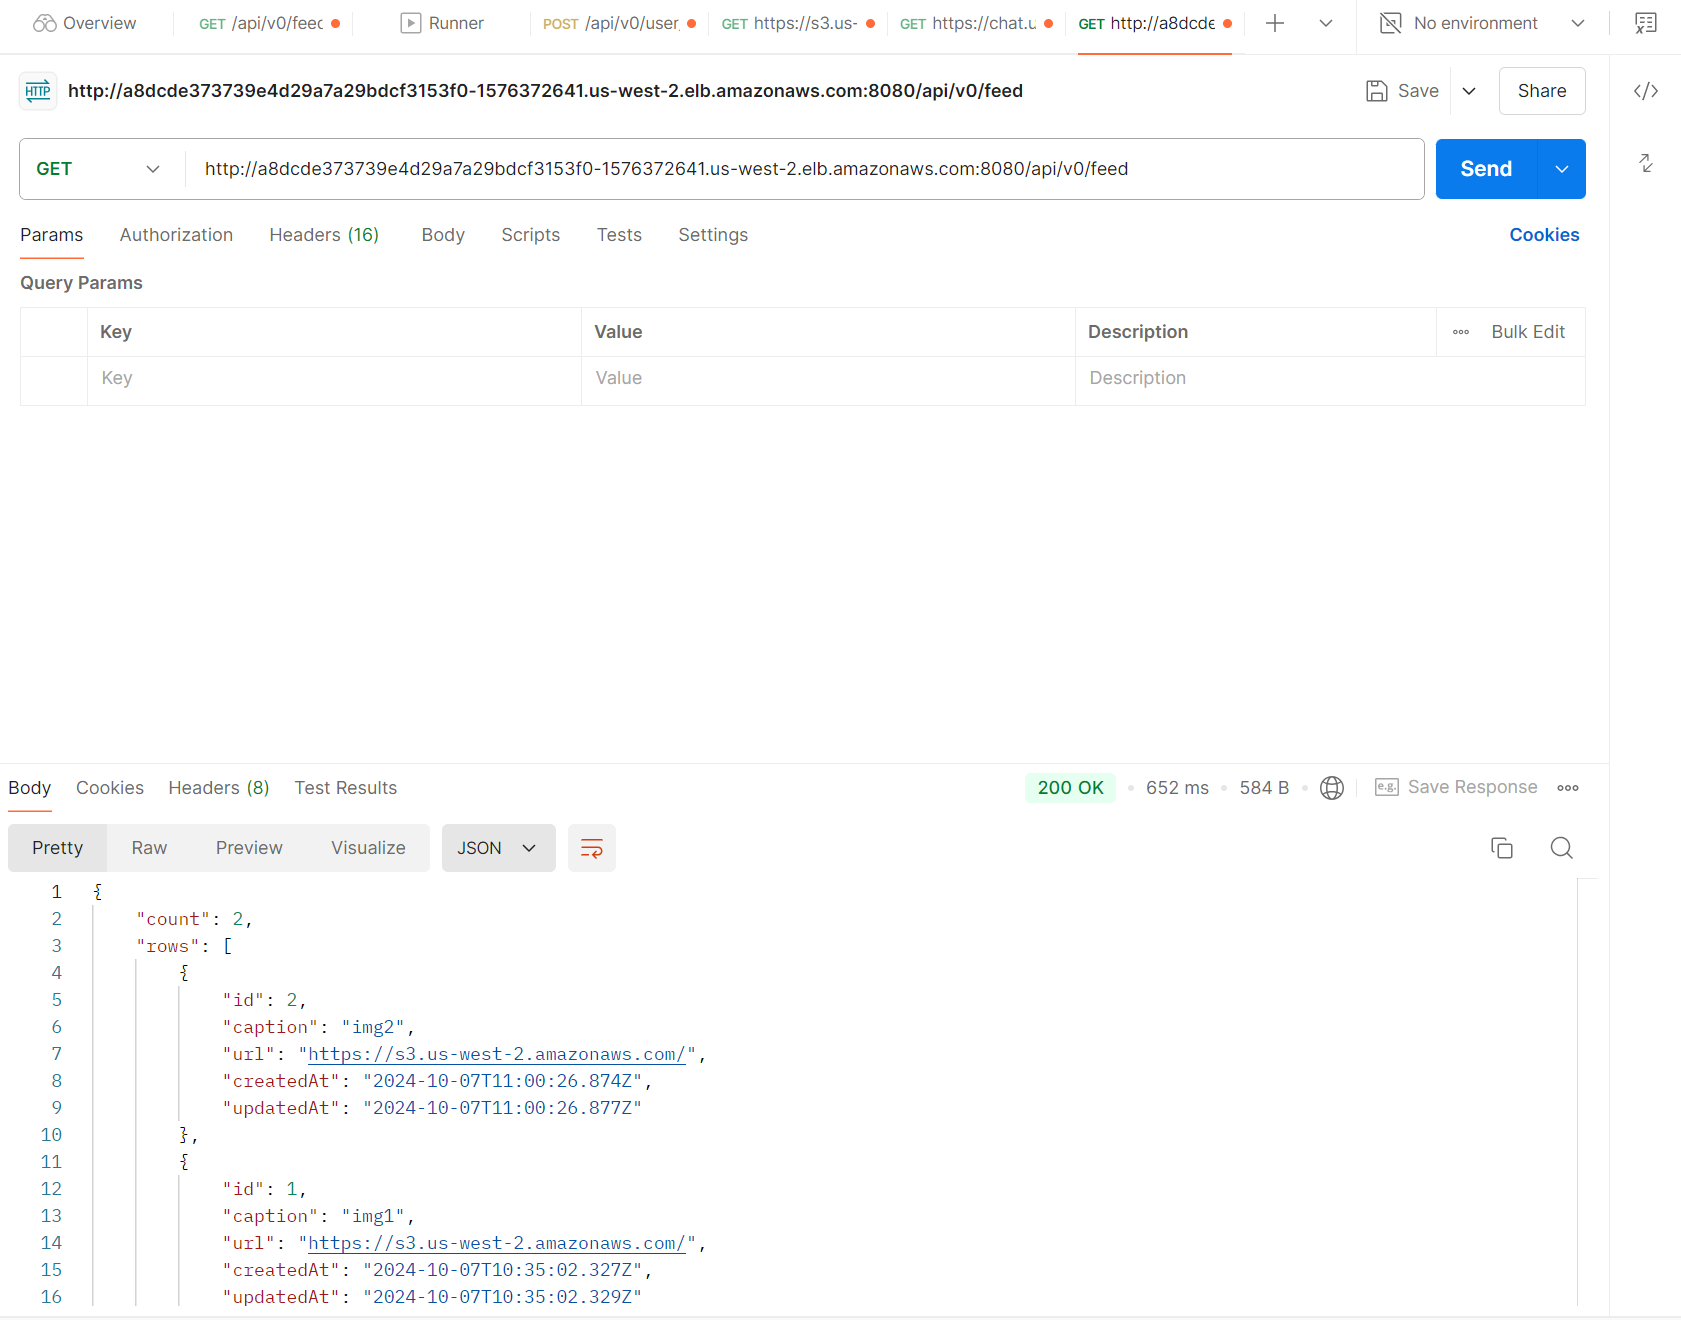 Overview GET /api/v0/feed Runner POST /api/v0/user, GET https://s3.us- GET https://chat.u GET http://a8dcde No environment
HTTP http://a8dcde373739e4d29a7a29bdcf3153f0-1576372641.us-west-2.elb.amazonaws.com:8080/api/v0/feed Save Share </>
GET http://a8dcde373739e4d29a7a29bdcf3153f0-1576372641.us-west-2.elb.amazonaws.com:8080/api/v0/feed Send
Params Authorization Headers (16) Body Scripts Tests Settings Cookies
Query Params
Key Value Description Bulk Edit
Key Value Description
Body Cookies Headers (8) Test Results 200 OK 652 ms 584 B e.g. Save Response
Pretty Raw Preview Visualize JSON
1 {
2 "count": 2,
3 "rows": [
4 {
5 "id": 2,
6 "caption": "img2",
7 "url": "https://s3.us-west-2.amazonaws.com/",
8 "createdAt": "2024-10-07T11:00:26.874Z",
9 "updatedAt": "2024-10-07T11:00:26.877Z"
10 },
11 {
12 "id": 1,
13 "caption": "img1",
14 "url": "https://s3.us-west-2.amazonaws.com/",
15 "createdAt": "2024-10-07T10:35:02.327Z",
16 "updatedAt": "2024-10-07T10:35:02.329Z"